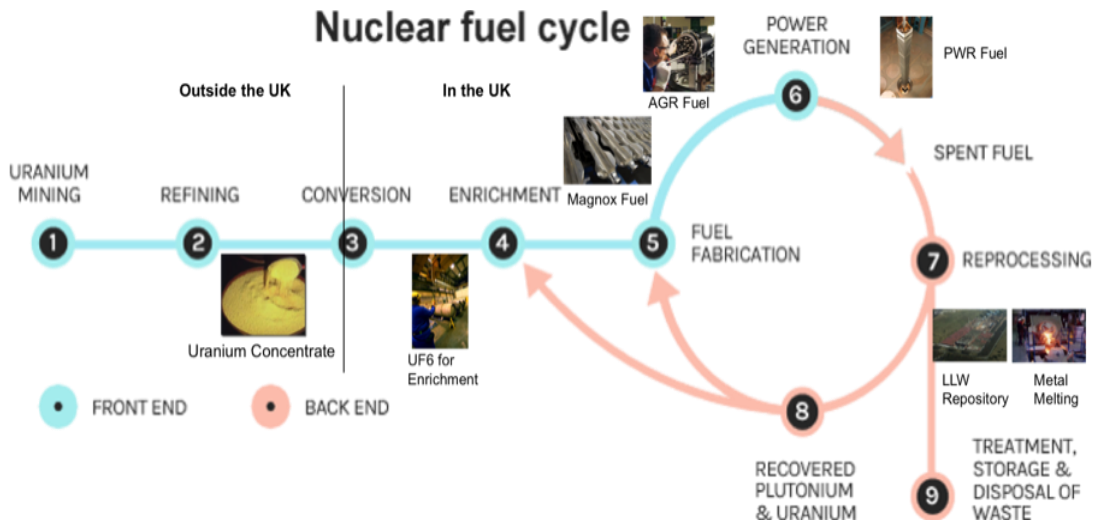 Nuclear fuel cycle
Outside the UK
In the UK
URANIUM
MINING
REFINING
CONVERSION
ENRICHMENT
Magnox Fuel
AGR Fuel
POWER
GENERATION
PWR Fuel
SPENT FUEL
1
2
3
4
5
6
7
8
9
FUEL
FABRICATION
REPROCESSING
Uranium Concentrate
UF6 for
Enrichment
LLW
Repository
Metal
Melting
FRONT END
BACK END
RECOVERED
PLUTONIUM
& URANIUM
TREATMENT,
STORAGE &
DISPOSAL OF
WASTE